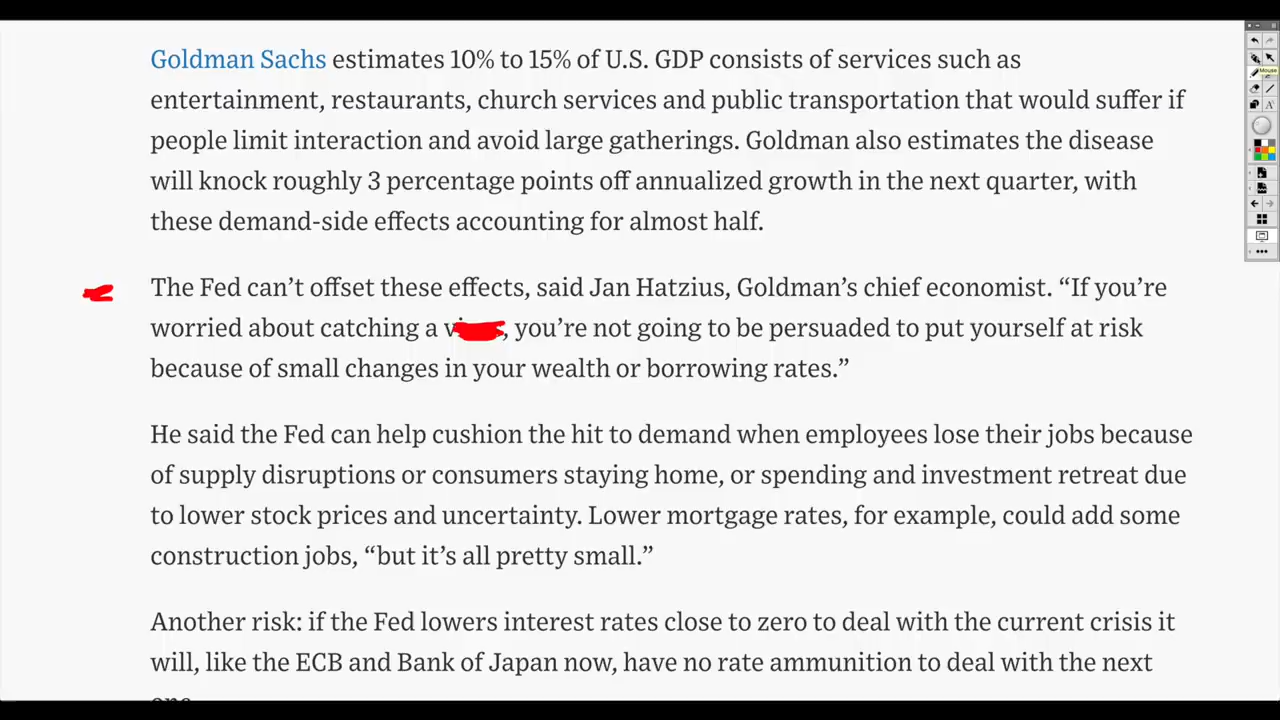 Goldman Sachs estimates 10% to 15% of U.S. GDP consists of services such as
entertainment, restaurants, church services and public transportation that would suffer if
people limit interaction and avoid large gatherings. Goldman also estimates the disease
will knock roughly 3 percentage points off annualized growth in the next quarter, with
these demand-side effects accounting for almost half.
The Fed can’t offset these effects, said Jan Hatzius, Goldman’s chief economist. “If you’re
worried about catching a , you’re not going to be persuaded to put yourself at risk
because of small changes in your wealth or borrowing rates.”
He said the Fed can help cushion the hit to demand when employees lose their jobs because
of supply disruptions or consumers staying home, or spending and investment retreat due
to lower stock prices and uncertainty. Lower mortgage rates, for example, could add some
construction jobs, “but it’s all pretty small.”
Another risk: if the Fed lowers interest rates close to zero to deal with the current crisis it
will, like the ECB and Bank of Japan now, have no rate ammunition to deal with the next
Mouse